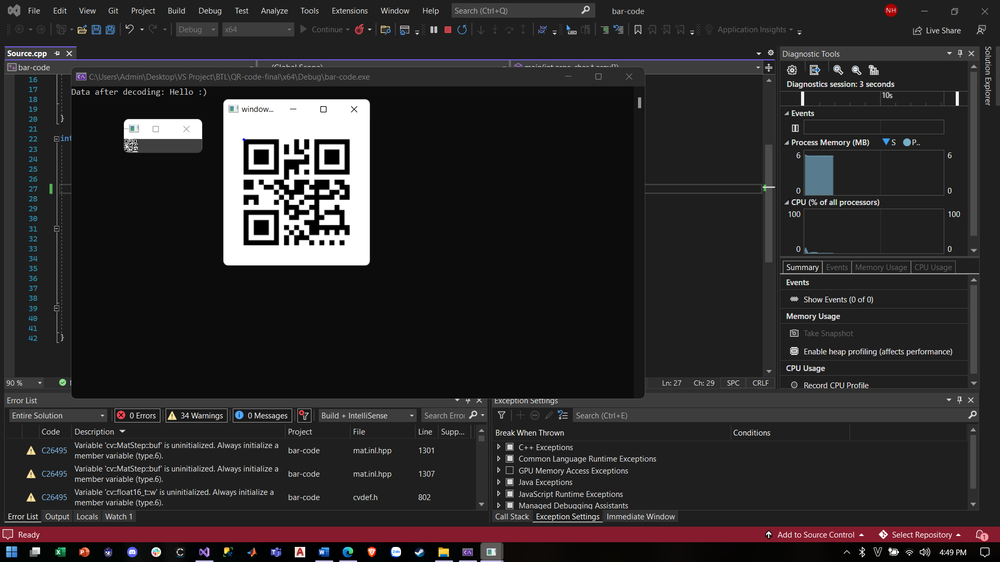 File Edit View Git Project Build Debug Test Analyze Tools Extensions Window Help Search (Ctrl+Q) bar-code NH
Debug x64 Continue Application Insights Live Share
Source.cpp
bar-code (Global Scope) main(int argc, char * argv[])
C:\Users\Admin\Desktop\VS Project\BTL\QR-code-final\x64\Debug\bar-code.exe
Data after decoding: Hello :)
window...
16
17
18
19
20 }
21
22 int
23
24
25
26
27
28
29
30
31
32
33
34
35
36
37
38
39
40
41
42 }
90 %
Ln: 27 Ch: 29 SPC CRLF
Diagnostic Tools
Diagnostics session: 3 seconds
10s
Events
Process Memory (MB) S P..
6 6
0 0
CPU (% of all processors)
100 100
0 0
Summary Events Memory Usage CPU Usage
Events
Show Events (0 of 0)
Memory Usage
Take Snapshot
Enable heap profiling (affects performance)
CPU Usage
Record CPU Profile
Solution Explorer
Error List
Entire Solution 0 Errors 34 Warnings 0 Messages Build + IntelliSense Search Erro
Code Description Project File Line Supp...
C26495 Variable 'cv::MatStep::buf' is uninitialized. Always initialize a member variable (type.6). bar-code mat.inl.hpp 1301
C26495 Variable 'cv::MatStep::buf' is uninitialized. Always initialize a member variable (type.6). bar-code mat.inl.hpp 1307
C26495 Variable 'cv::float16_t::w' is uninitialized. Always initialize a member variable (type.6). bar-code cvdef.h 802
Error List Output Locals Watch 1
Exception Settings
Search (Ctrl+E)
Break When Thrown Conditions
C++ Exceptions
Common Language Runtime Exceptions
GPU Memory Access Exceptions
Java Exceptions
JavaScript Runtime Exceptions
Managed Debugging Assistants
Call Stack Exception Settings Immediate Window
Ready Add to Source Control Select Repository 1
Zalo 4:49 PM